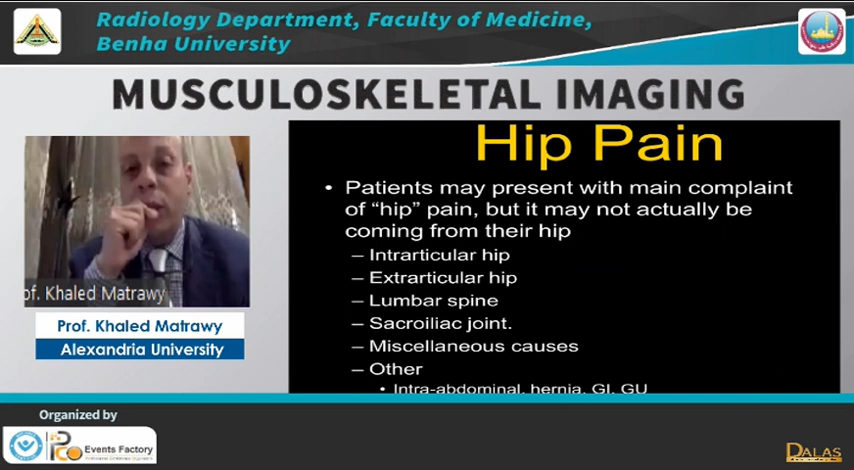 Radiology Department, Faculty of Medicine,
Benha University
MUSCULOSKELETAL IMAGING
Hip Pain
• Patients may present with main complaint
of “hip” pain, but it may not actually be
coming from their hip
– Intrarticular hip
– Extrarticular hip
– Lumbar spine
– Sacroiliac joint.
– Miscellaneous causes
– Other
• Intra-abdominal, hernia, GI, GU
of. Khaled Matrawy
Prof. Khaled Matrawy
Alexandria University
Organized by
Events Factory
DALAS